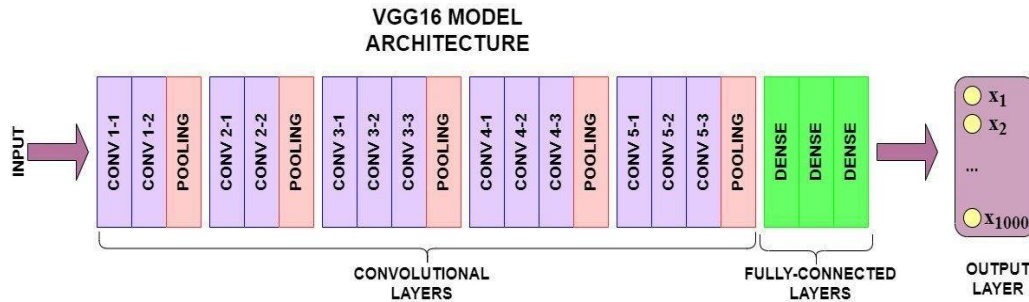 VGG16 MODEL
ARCHITECTURE
INPUT
CONV 1-1
CONV 1-2
POOLING
CONV 2-1
CONV 2-2
POOLING
CONV 3-1
CONV 3-2
CONV 3-3
POOLING
CONV 4-1
CONV 4-2
CONV 4-3
POOLING
CONV 5-1
CONV 5-2
CONV 5-3
POOLING
DENSE
DENSE
DENSE
x1
x2
...
x1000
CONVOLUTIONAL
LAYERS
FULLY-CONNECTED
LAYERS
OUTPUT
LAYER